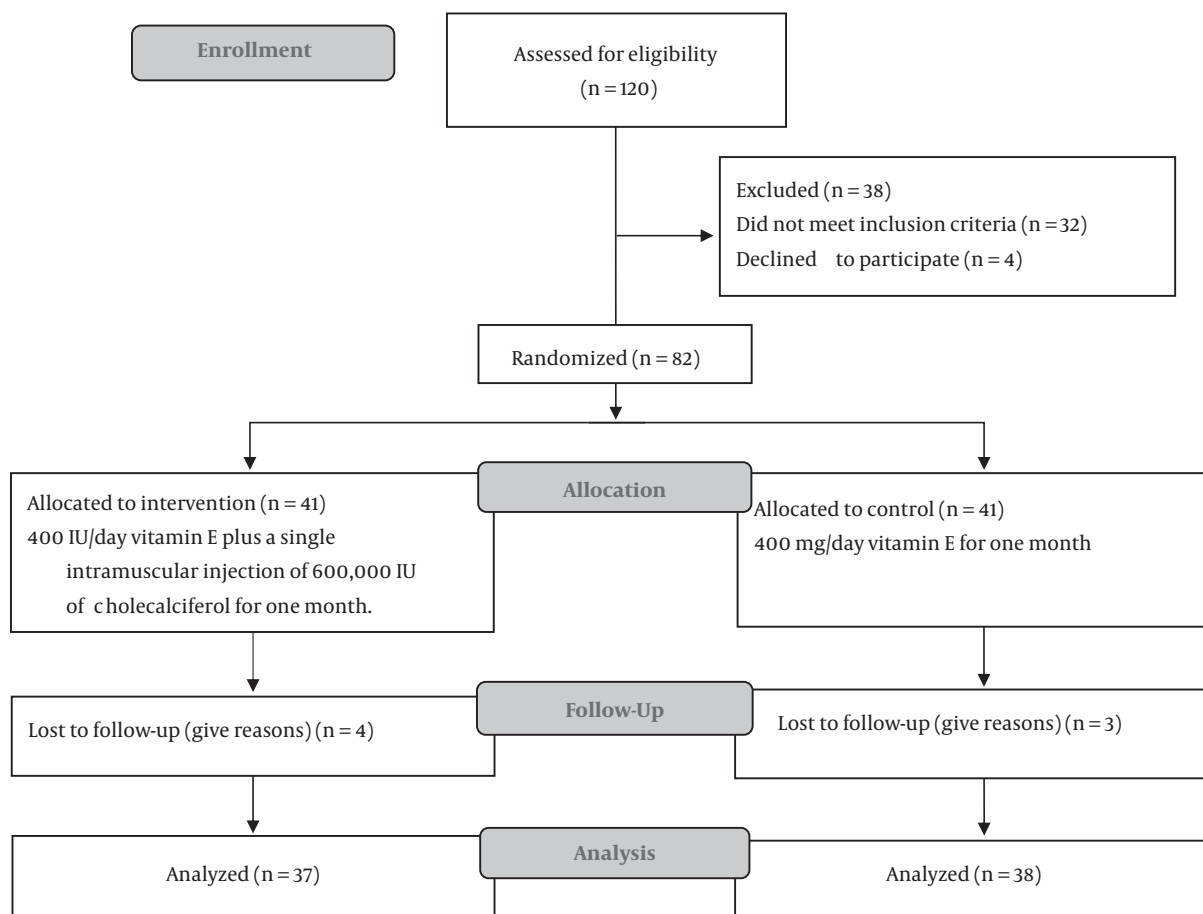 Enrollment
Assessed for eligibility
(n = 120)
Excluded (n = 38)
Did not meet inclusion criteria (n = 32)
Declined to participate (n = 4)
Randomized (n = 82)
Allocation
Allocated to intervention (n = 41)
400 IU/day vitamin E plus a single
intramuscular injection of 600,000 IU
of cholecalciferol for one month.
Allocated to control (n = 41)
400 mg/day vitamin E for one month
Follow-Up
Lost to follow-up (give reasons) (n = 4)
Lost to follow-up (give reasons) (n = 3)
Analysis
Analyzed (n = 37)
Analyzed (n = 38)